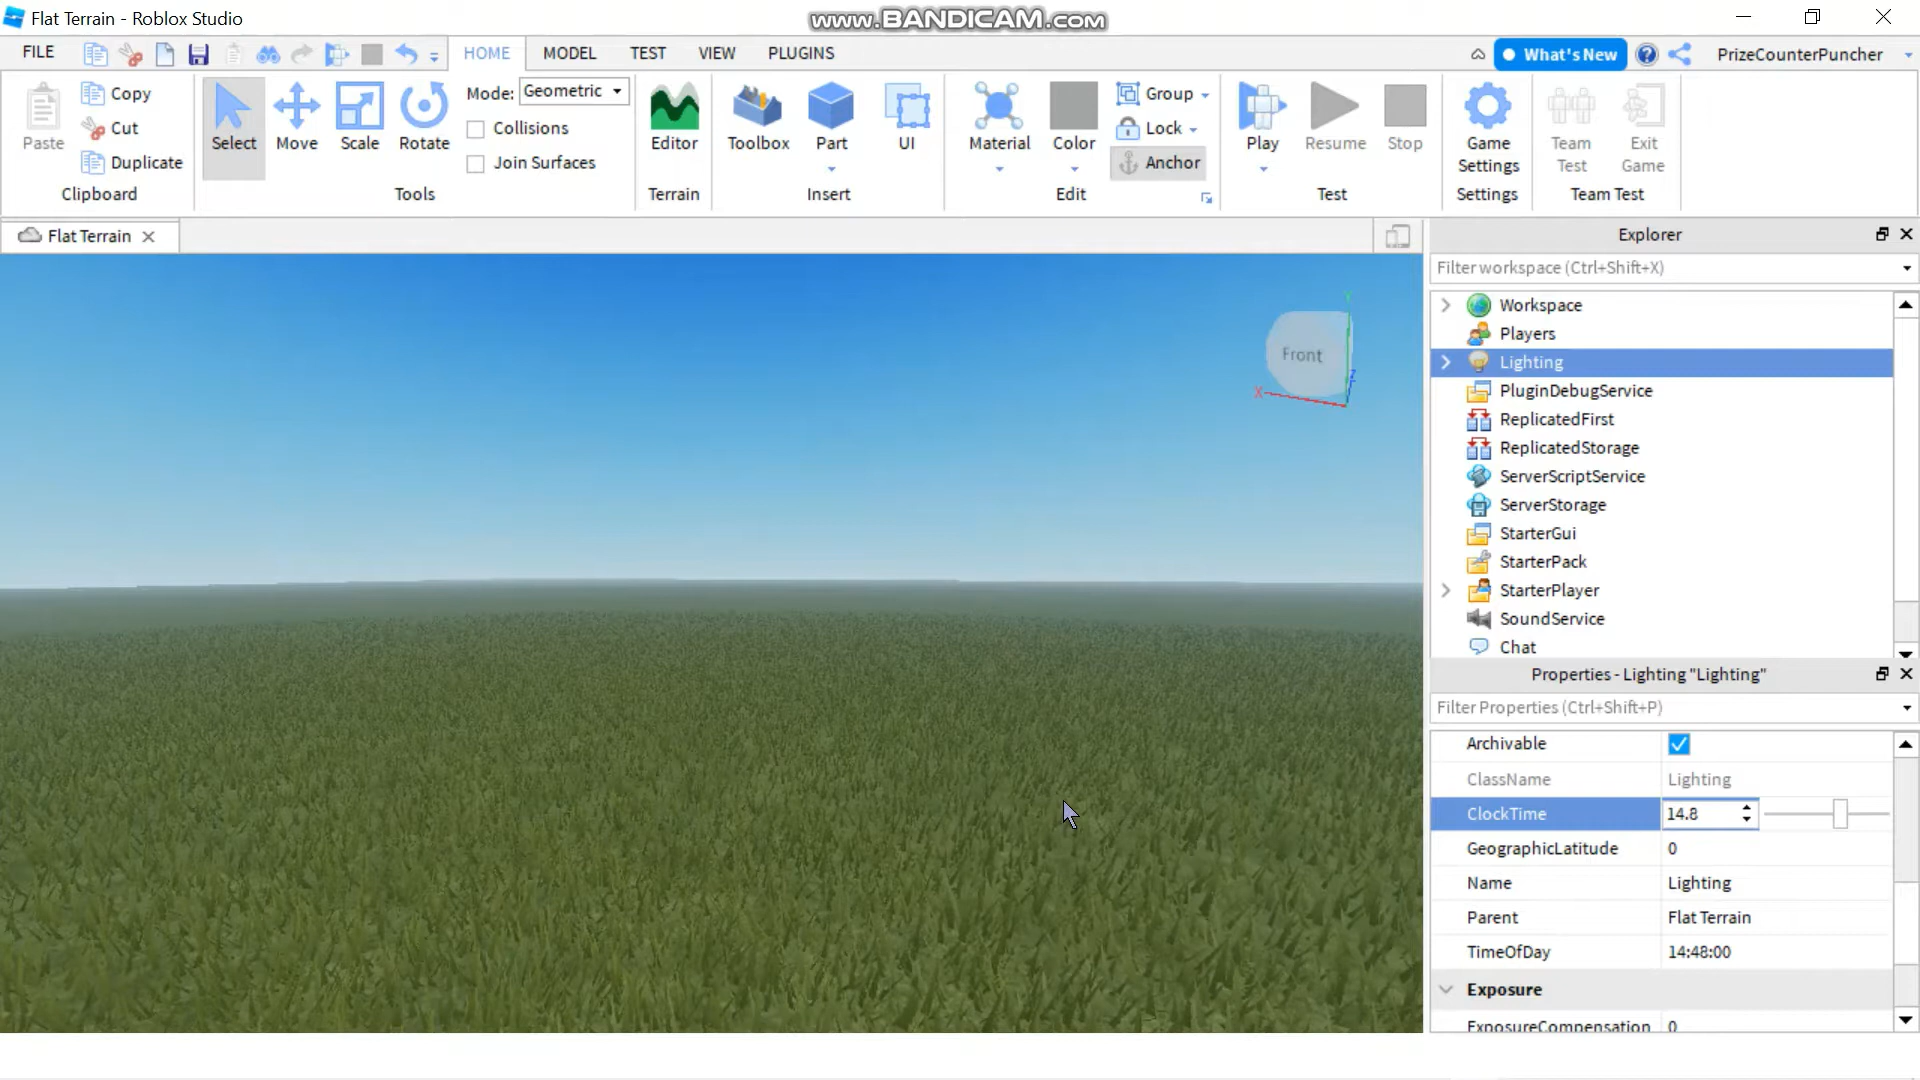 Flat Terrain - Roblox Studio
www.BANDICAM.com
FILE
HOME
MODEL
TEST
VIEW
PLUGINS
What's New
PrizeCounterPuncher
Paste
Copy
Cut
Duplicate
Clipboard
Select
Move
Scale
Rotate
Mode: Geometric
Collisions
Join Surfaces
Tools
Editor
Terrain
Toolbox
Part
UI
Insert
Material
Color
Group
Lock
Anchor
Edit
Play
Resume
Stop
Test
Game Settings
Settings
Team Test
Exit Game
Team Test
Flat Terrain
Front
X
Y
Z
Explorer
Filter workspace (Ctrl+Shift+X)
Workspace
Players
Lighting
PluginDebugService
ReplicatedFirst
ReplicatedStorage
ServerScriptService
ServerStorage
StarterGui
StarterPack
StarterPlayer
SoundService
Chat
Properties - Lighting "Lighting"
Filter Properties (Ctrl+Shift+P)
Archivable
ClassName Lighting
ClockTime 14.8
GeographicLatitude 0
Name Lighting
Parent Flat Terrain
TimeOfDay 14:48:00
Exposure
ExposureCompensation 0